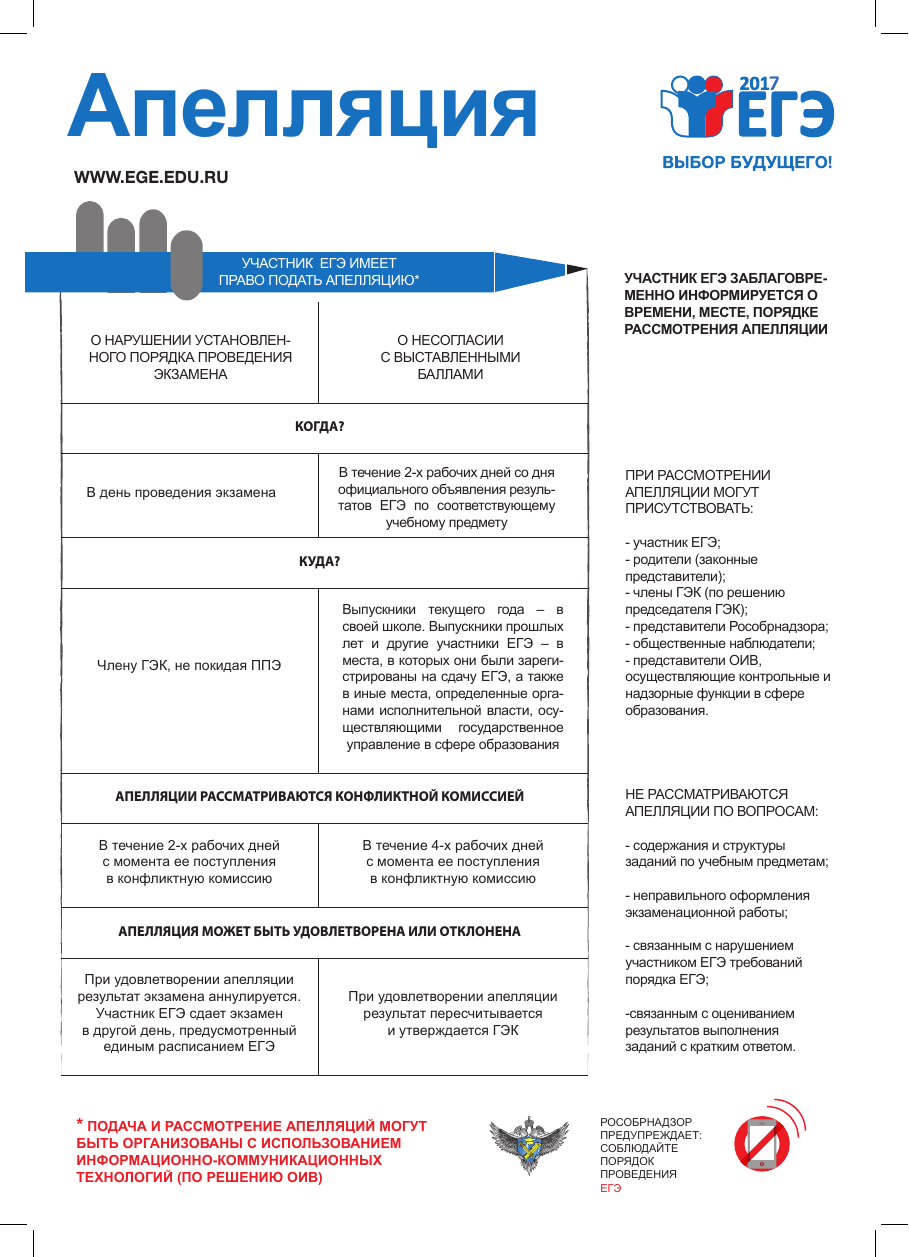 Апелляция
2017
ЕГЭ
ВЫБОР БУДУЩЕГО!
WWW.EGE.EDU.RU
УЧАСТНИК ЕГЭ ИМЕЕТ
ПРАВО ПОДАТЬ АПЕЛЛЯЦИЮ*
О НАРУШЕНИИ УСТАНОВЛЕН-
НОГО ПОРЯДКА ПРОВЕДЕНИЯ
ЭКЗАМЕНА
О НЕСОГЛАСИИ
С ВЫСТАВЛЕННЫМИ
БАЛЛАМИ
КОГДА?
В день проведения экзамена
В течение 2-х рабочих дней со дня
официального объявления резуль-
татов ЕГЭ по соответствующему
учебному предмету
КУДА?
Члену ГЭК, не покидая ППЭ
Выпускники текущего года – в
своей школе. Выпускники прошлых
лет и другие участники ЕГЭ – в
места, в которых они были зареги-
стрированы на сдачу ЕГЭ, а также
в иные места, определенные орга-
нами исполнительной власти, осу-
ществляющими государственное
управление в сфере образования
АПЕЛЛЯЦИИ РАССМАТРИВАЮТСЯ КОНФЛИКТНОЙ КОМИССИЕЙ
В течение 2-х рабочих дней
с момента ее поступления
в конфликтную комиссию
В течение 4-х рабочих дней
с момента ее поступления
в конфликтную комиссию
АПЕЛЛЯЦИЯ МОЖЕТ БЫТЬ УДОВЛЕТВОРЕНА ИЛИ ОТКЛОНЕНА
При удовлетворении апелляции
результат экзамена аннулируется.
Участник ЕГЭ сдает экзамен
в другой день, предусмотренный
единым расписанием ЕГЭ
При удовлетворении апелляции
результат пересчитывается
и утверждается ГЭК
УЧАСТНИК ЕГЭ ЗАБЛАГОВРЕ-
МЕННО ИНФОРМИРУЕТСЯ О
ВРЕМЕНИ, МЕСТЕ, ПОРЯДКЕ
РАССМОТРЕНИЯ АПЕЛЛЯЦИИ
ПРИ РАССМОТРЕНИИ
АПЕЛЛЯЦИИ МОГУТ
ПРИСУТСТВОВАТЬ:
- участник ЕГЭ;
- родители (законные
представители);
- члены ГЭК (по решению
председателя ГЭК);
- представители Рособрнадзора;
- общественные наблюдатели;
- представители ОИВ,
осуществляющие контрольные и
надзорные функции в сфере
образования.
НЕ РАССМАТРИВАЮТСЯ
АПЕЛЛЯЦИИ ПО ВОПРОСАМ:
- содержания и структуры
заданий по учебным предметам;
- неправильного оформления
экзаменационной работы;
- связанным с нарушением
участником ЕГЭ требований
порядка ЕГЭ;
-связанным с оцениванием
результатов выполнения
заданий с кратким ответом.
* ПОДАЧА И РАССМОТРЕНИЕ АПЕЛЛЯЦИЙ МОГУТ
БЫТЬ ОРГАНИЗОВАНЫ С ИСПОЛЬЗОВАНИЕМ
ИНФОРМАЦИОННО-КОММУНИКАЦИОННЫХ
ТЕХНОЛОГИЙ (ПО РЕШЕНИЮ ОИВ)
РОСОБРНАДЗОР
ПРЕДУПРЕЖДАЕТ:
СОБЛЮДАЙТЕ
ПОРЯДОК
ПРОВЕДЕНИЯ
ЕГЭ